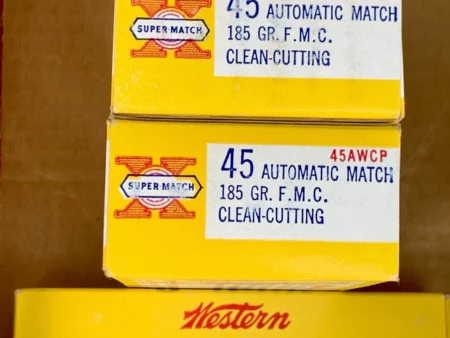 45 AUTOMATIC MATCH
SUPER-MATCH
185 GR. F.M.C.
CLEAN-CUTTING
45AWCP
45 AUTOMATIC MATCH
SUPER-MATCH
185 GR. F.M.C.
CLEAN-CUTTING
Western